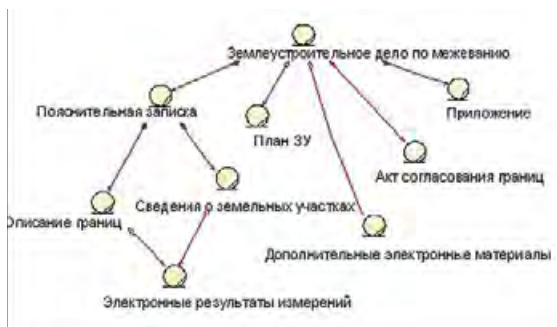 Землеустроительное дело по межеванию
Пояснительная записка
План ЗУ
Приложение
Акт согласования границ
Сведения о земельных участках
Описание границ
Дополнительные электронные материалы
Электронные результаты измерений